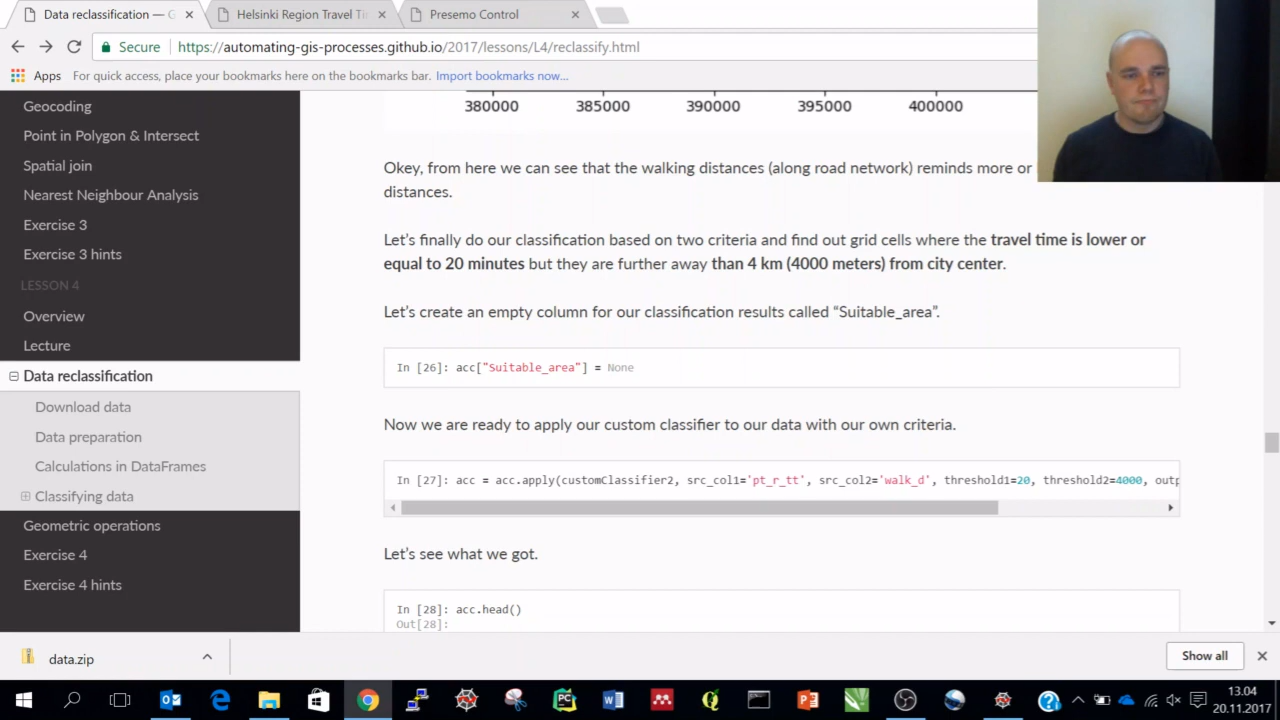 Data reclassification — G
Helsinki Region Travel Ti
Presemo Control
Secure
https://automating-gis-processes.github.io/2017/lessons/L4/reclassify.html
Apps
For quick access, place your bookmarks here on the bookmarks bar. Import bookmarks now...
Geocoding
Point in Polygon & Intersect
Spatial join
Nearest Neighbour Analysis
Exercise 3
Exercise 3 hints
LESSON 4
Overview
Lecture
Data reclassification
Download data
Data preparation
Calculations in DataFrames
Classifying data
Geometric operations
Exercise 4
Exercise 4 hints
380000 385000 390000 395000 400000
Okey, from here we can see that the walking distances (along road network) reminds more or
distances.
Let's finally do our classification based on two criteria and find out grid cells where the travel time is lower or
equal to 20 minutes but they are further away than 4 km (4000 meters) from city center.
Let's create an empty column for our classification results called “Suitable_area”.
In [26]: acc["Suitable_area"] = None
Now we are ready to apply our custom classifier to our data with our own criteria.
In [27]: acc = acc.apply(customClassifier2, src_col1='pt_r_tt', src_col2='walk_d', threshold1=20, threshold2=4000, outp
Let's see what we got.
In [28]: acc.head()
Out[28]:
data.zip
Show all
13.04
20.11.2017